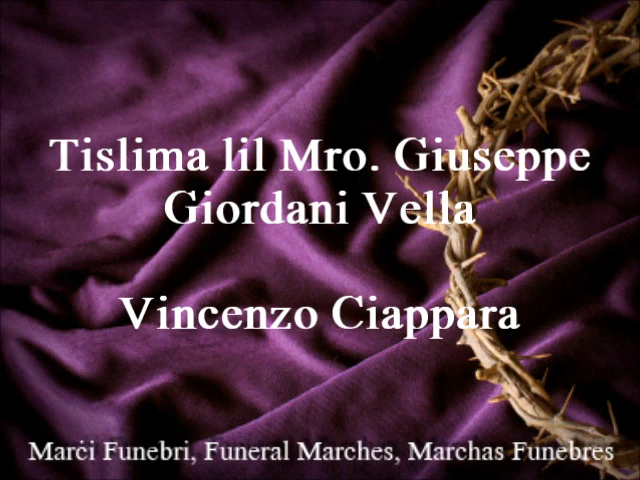 Tislima lil Mro. Giuseppe
Giordani Vella
Vincenzo Ciappara
Marċi Funebri, Funeral Marches, Marchas Funebres